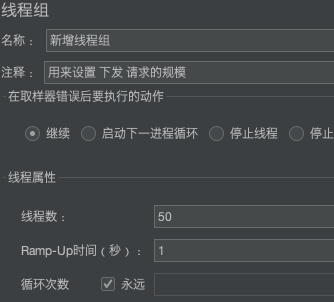 线程组
名称： 新增线程组
注释： 用来设置 下发 请求的规模
在取样器错误后要执行的动作
继续 启动下一进程循环 停止线程 停止
线程属性
线程数： 50
Ramp-Up时间（秒）： 1
循环次数 永远